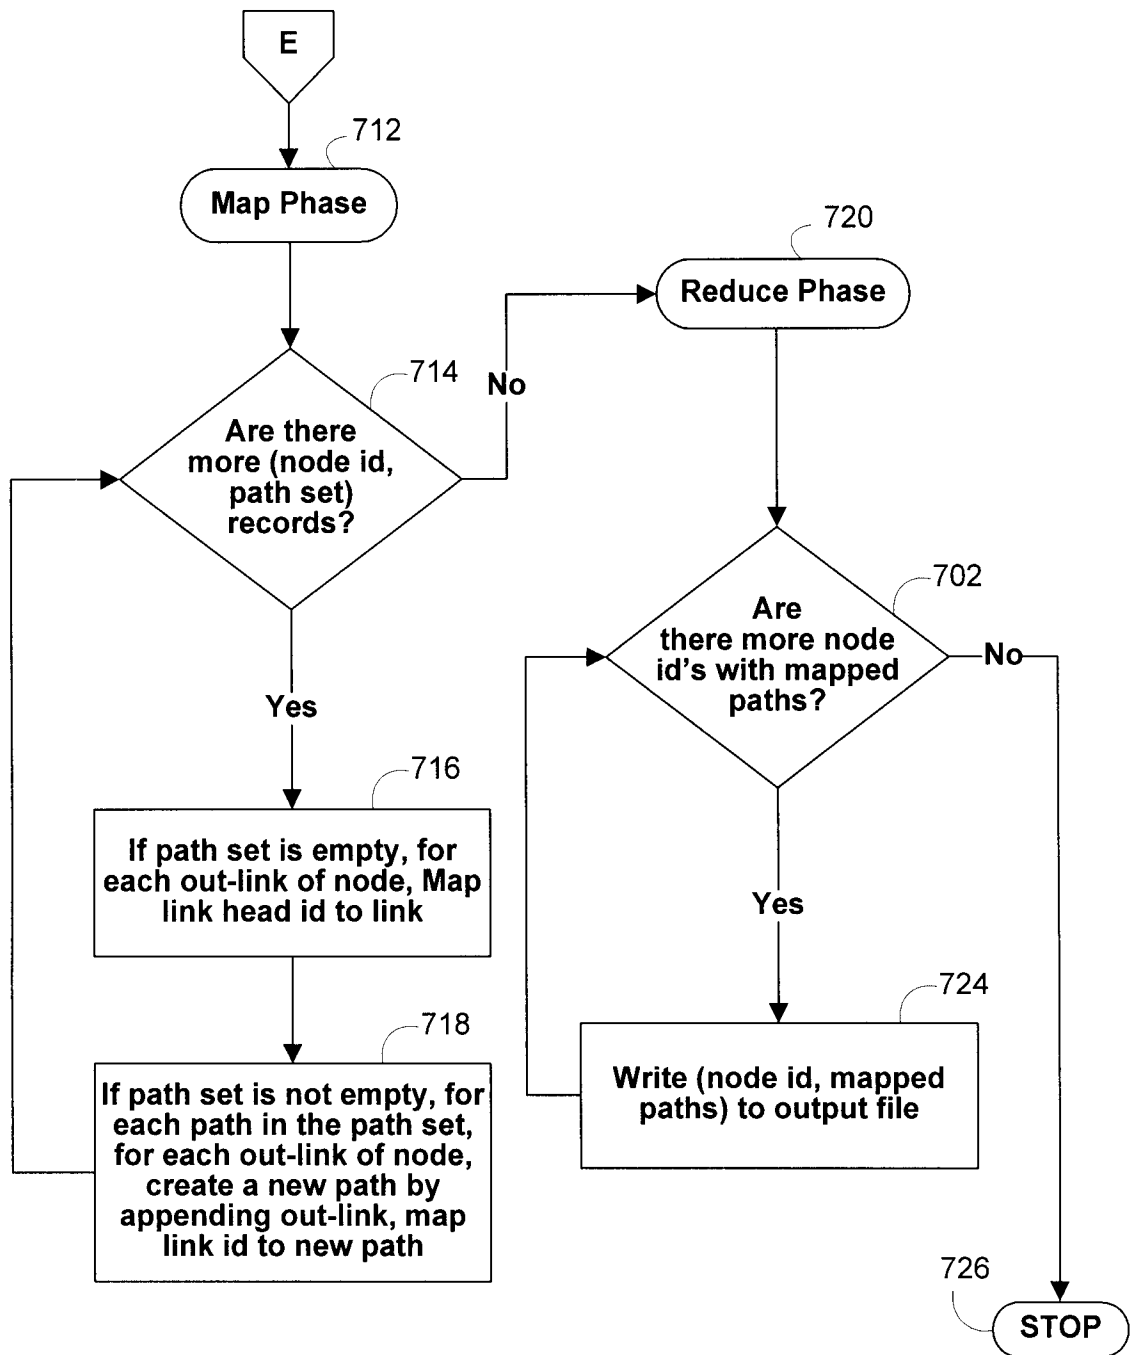 E
712
Map Phase
714
Are there
more (node id,
path set)
records?
No
Yes
716
If path set is empty, for
each out-link of node, Map
link head id to link
718
If path set is not empty, for
each path in the path set,
for each out-link of node,
create a new path by
appending out-link, map
link id to new path
720
Reduce Phase
702
Are
there more node
id's with mapped
paths?
No
Yes
724
Write (node id, mapped
paths) to output file
726
STOP